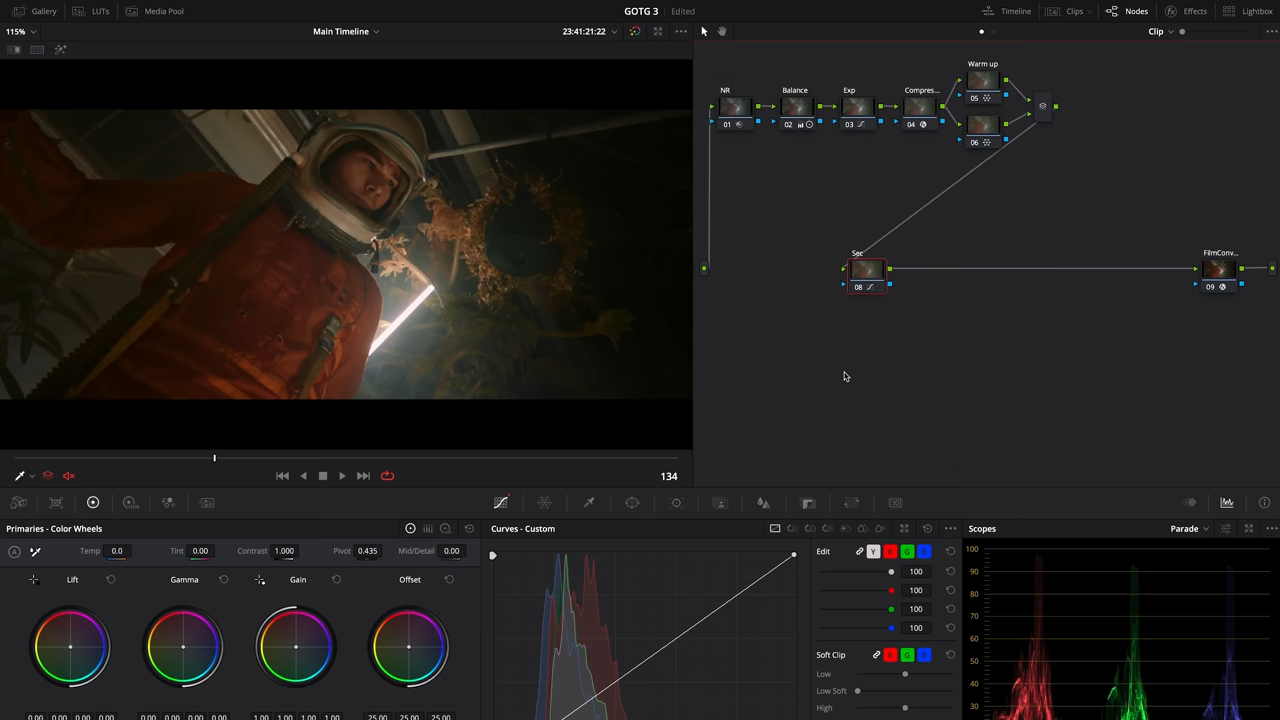 Gallery LUTs Media Pool GOTG 3 Edited Timeline Clips Nodes Effects Lightbox
115% Main Timeline 23:41:21:22 Clip
Warm up
NR Balance Exp Compres...
05
01 02 03 04
06
Sec FilmConv...
08 09
134
Primaries - Color Wheels Curves - Custom Scopes Parade
A Temp 0.0 Tint 0.00 Contrast 1.000 Pivot 0.435 Mid/Detail 0.00 Edit Y R G B 100
100 90
Lift Gamma Gain Offset 100 80
100 70
100 60
Soft Clip R G B 50
Low
Low Soft 40
High 30
0.00 0.00 0.00 0.00 0.00 0.00 0.00 0.00 1.00 1.00 1.00 1.00 25.00 25.00 25.00